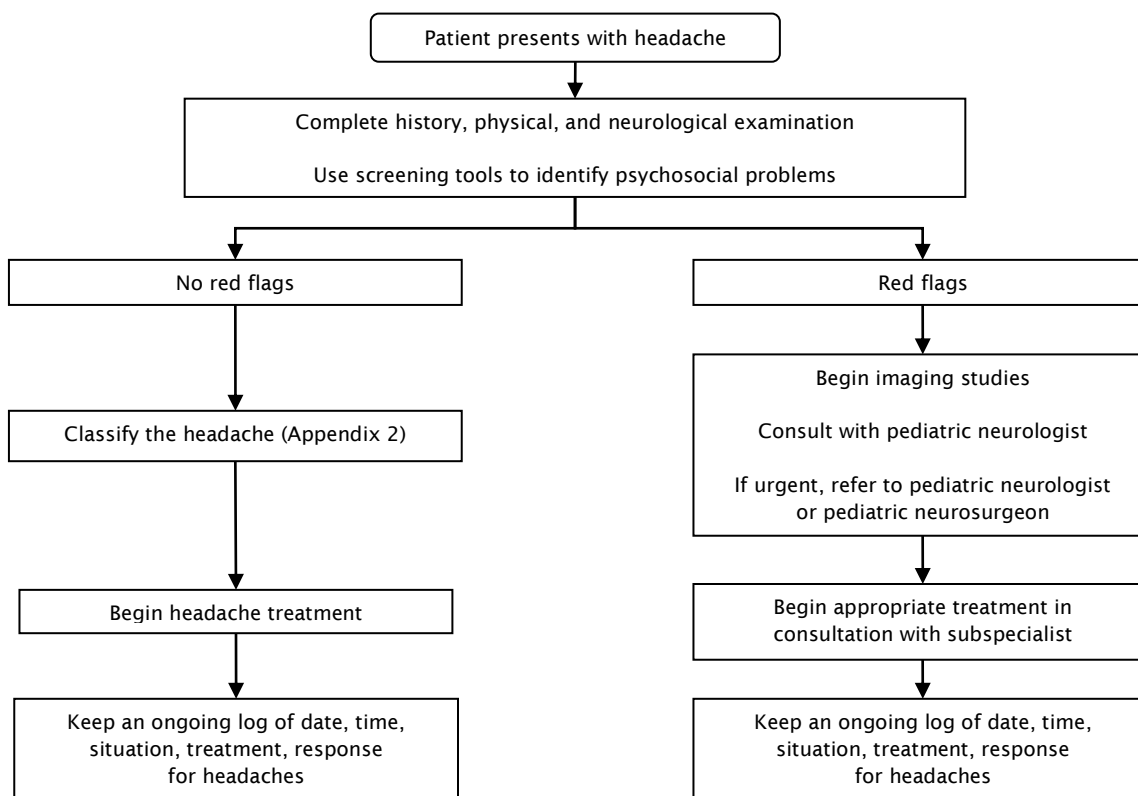 Patient presents with headache
Complete history, physical, and neurological examination
Use screening tools to identify psychosocial problems
No red flags
Classify the headache (Appendix 2)
Begin headache treatment
Keep an ongoing log of date, time,
situation, treatment, response
for headaches
Red flags
Begin imaging studies
Consult with pediatric neurologist
If urgent, refer to pediatric neurologist
or pediatric neurosurgeon
Begin appropriate treatment in
consultation with subspecialist
Keep an ongoing log of date, time,
situation, treatment, response
for headaches